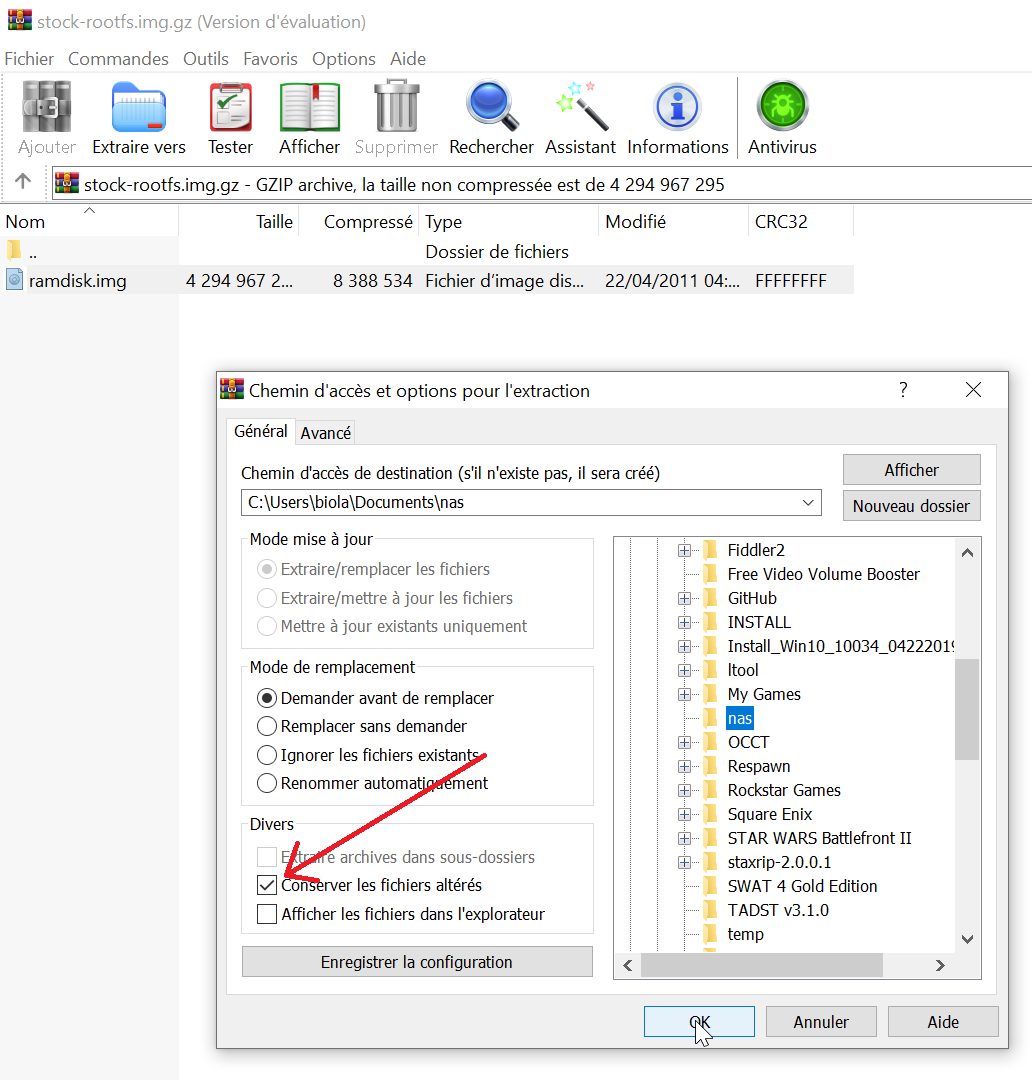 stock-rootfs.img.gz (Version d'évaluation)
Fichier Commandes Outils Favoris Options Aide
Ajouter Extraire vers Tester Afficher Supprimer Rechercher Assistant Informations Antivirus
stock-rootfs.img.gz - GZIP archive, la taille non compressée est de 4 294 967 295
Nom Taille Compressé Type Modifié CRC32
.. Dossier de fichiers
ramdisk.img 4 294 967 2... 8 388 534 Fichier d'image dis... 22/04/2011 04:... FFFFFFFF
Chemin d'accès et options pour l'extraction
Général Avancé
Chemin d'accès de destination (s'il n'existe pas, il sera créé)
C:\Users\biola\Documents\nas
Afficher
Nouveau dossier
Mode mise à jour
Extraire/remplacer les fichiers
Extraire/mettre à jour les fichiers
Mettre à jour existants uniquement
Mode de remplacement
Demander avant de remplacer
Remplacer sans demander
Ignorer les fichiers existants
Renommer automatiquement
Divers
Extraire archives dans sous-dossiers
Conserver les fichiers altérés
Afficher les fichiers dans l'explorateur
Enregistrer la configuration
Fiddler2
Free Video Volume Booster
GitHub
INSTALL
Install_Win10_10034_04222019
ltool
My Games
nas
OCCT
Respawn
Rockstar Games
Square Enix
STAR WARS Battlefront II
staxrip-2.0.0.1
SWAT 4 Gold Edition
TADST v3.1.0
temp
OK Annuler Aide